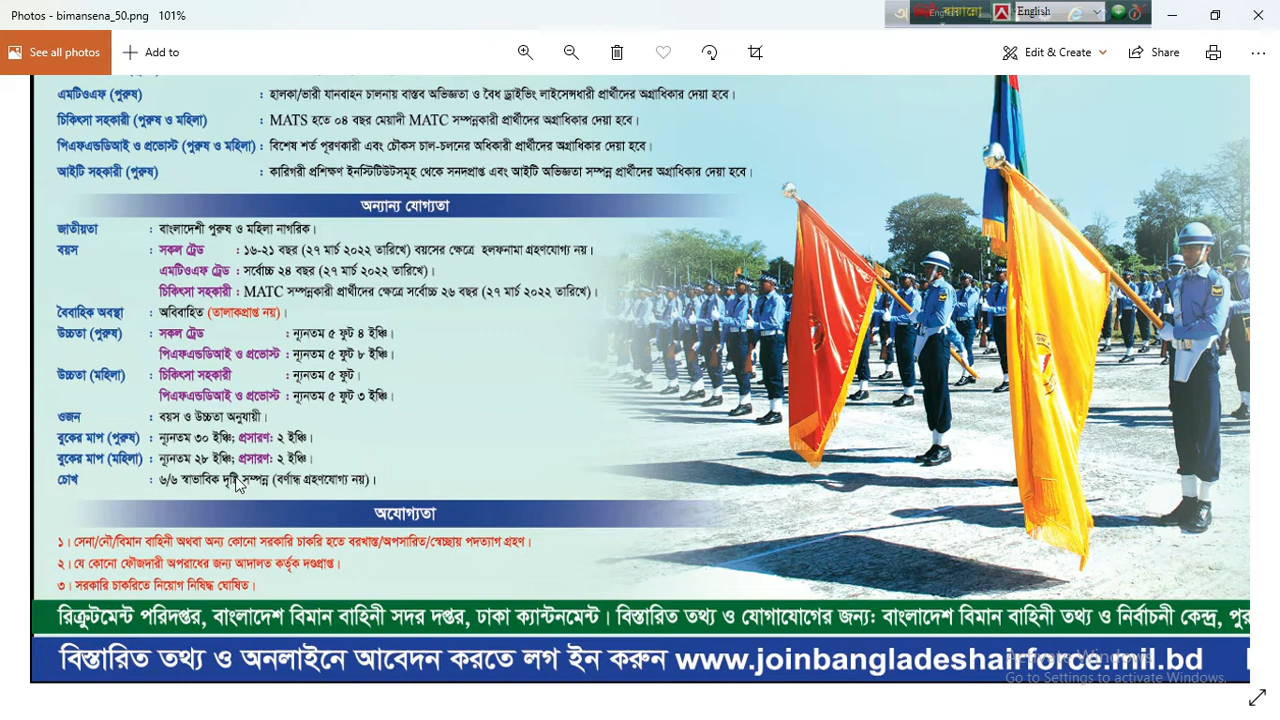 Photos - bimansena_50.png 101%
English
See all photos
Add to
Edit & Create
Share
এমটিওএফ (পুরুষ) : হালকা/ভারী যানবাহন চালনায় বাস্তব অভিজ্ঞতা ও বৈধ ড্রাইভিং লাইসেন্সধারী প্রার্থীদের অগ্রাধিকার দেয়া হবে।
চিকিৎসা সহকারী (পুরুষ ও মহিলা) : MATS হতে ০৪ বছর মেয়াদী MATC সম্পন্নকারী প্রার্থীদের অগ্রাধিকার দেয়া হবে।
পিএফএন্ডডিআই ও প্রভোস্ট (পুরুষ ও মহিলা) : বিশেষ শর্ত পূরণকারী এবং চৌকস চাল-চলনের অধিকারী প্রার্থীদের অগ্রাধিকার দেয়া হবে।
আইটি সহকারী (পুরুষ) : কারিগরী প্রশিক্ষণ ইনস্টিটিউটসমূহ থেকে সনদপ্রাপ্ত এবং আইটি অভিজ্ঞতা সম্পন্ন প্রার্থীদের অগ্রাধিকার দেয়া হবে।
অন্যান্য যোগ্যতা
জাতীয়তা : বাংলাদেশী পুরুষ ও মহিলা নাগরিক।
বয়স : সকল ট্রেড : ১৬-২১ বছর (২৭ মার্চ ২০২২ তারিখে) বয়সের ক্ষেত্রে হলফনামা গ্রহণযোগ্য নয়।
এমটিওএফ ট্রেড : সর্বোচ্চ ২৪ বছর (২৭ মার্চ ২০২২ তারিখে)।
চিকিৎসা সহকারী : MATC সম্পন্নকারী প্রার্থীদের ক্ষেত্রে সর্বোচ্চ ২৬ বছর (২৭ মার্চ ২০২২ তারিখে)।
বৈবাহিক অবস্থা : অবিবাহিত (তালাকপ্রাপ্ত নয়)।
উচ্চতা (পুরুষ) : সকল ট্রেড : ন্যূনতম ৫ ফুট ৪ ইঞ্চি।
পিএফএন্ডডিআই ও প্রভোস্ট : ন্যূনতম ৫ ফুট ৮ ইঞ্চি।
উচ্চতা (মহিলা) : চিকিৎসা সহকারী : ন্যূনতম ৫ ফুট।
পিএফএন্ডডিআই ও প্রভোস্ট : ন্যূনতম ৫ ফুট ৩ ইঞ্চি।
ওজন : বয়স ও উচ্চতা অনুযায়ী।
বুকের মাপ (পুরুষ) : ন্যূনতম ৩০ ইঞ্চি; প্রসারণ: ২ ইঞ্চি।
বুকের মাপ (মহিলা) : ন্যূনতম ২৮ ইঞ্চি প্রসারণ: ২ ইঞ্চি।
চোখ : ৬/৬ স্বাভাবিক দৃষ্টি সম্পন্ন (বর্ণান্ধ গ্রহণযোগ্য নয়)।
অযোগ্যতা
১। সেনা/নৌ/বিমান বাহিনী অথবা অন্য কোনো সরকারি চাকরি হতে বরখাস্ত/অপসারিত/স্বেচ্ছায় পদত্যাগ গ্রহণ।
২। যে কোনো ফৌজদারী অপরাধের জন্য আদালত কর্তৃক দণ্ডপ্রাপ্ত।
৩। সরকারি চাকরিতে নিয়োগ নিষিদ্ধ ঘোষিত।
রিক্রুটমেন্ট পরিদপ্তর, বাংলাদেশ বিমান বাহিনী সদর দপ্তর, ঢাকা ক্যান্টনমেন্ট। বিস্তারিত তথ্য ও যোগাযোগের জন্য: বাংলাদেশ বিমান বাহিনী তথ্য ও নির্বাচনী কেন্দ্র, পুর
বিস্তারিত তথ্য ও অনলাইনে আবেদন করতে লগ ইন করুন www.joinbangladeshairforce.mil.bd
Activate Windows
Go to Settings to activate Windows.